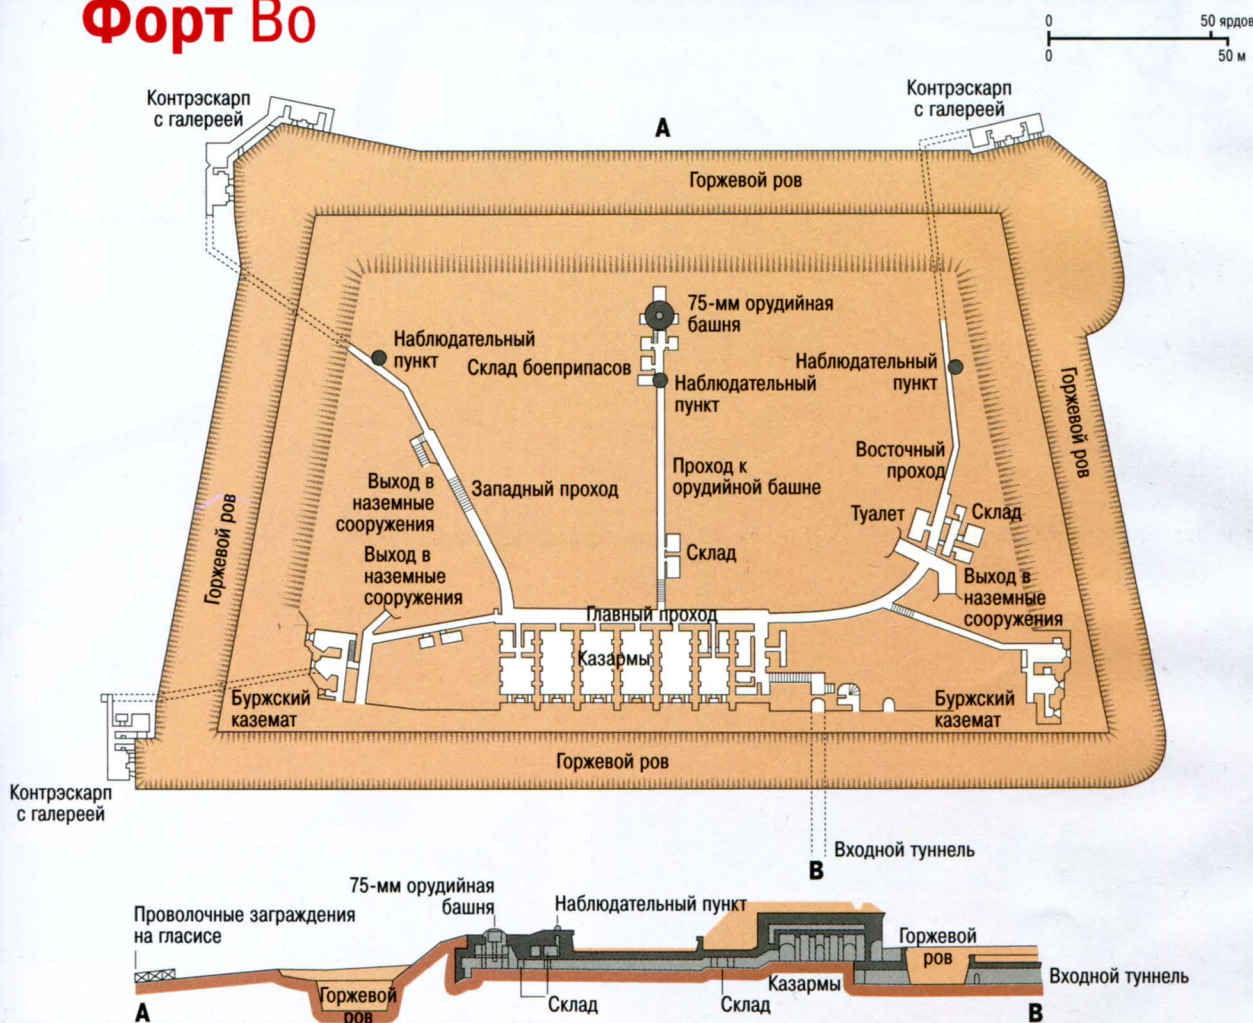 Форт Во
0 50 ярдов
0 50 м
Контрэскарп
с галереей
Контрэскарп
с галереей
А
Горжевой ров
75-мм орудийная
башня
Наблюдательный
пункт
Склад боеприпасов
Наблюдательный
пункт
Наблюдательный
пункт
Горжевой ров
Восточный
проход
Проход к
орудийной башне
Западный проход
Выход в
наземные
сооружения
Туалет
Склад
Горжевой ров
Склад
Выход в
наземные
сооружения
Выход в
наземные
сооружения
Главный проход
Казармы
Буржский
каземат
Буржский
каземат
Горжевой ров
Контрэскарп
с галереей
Входной туннель
В
75-мм орудийная
башня
Наблюдательный пункт
Проволочные заграждения
на гласисе
Горжевой
ров
Входной туннель
Казармы
Горжевой
ров
Склад
Склад
А
В